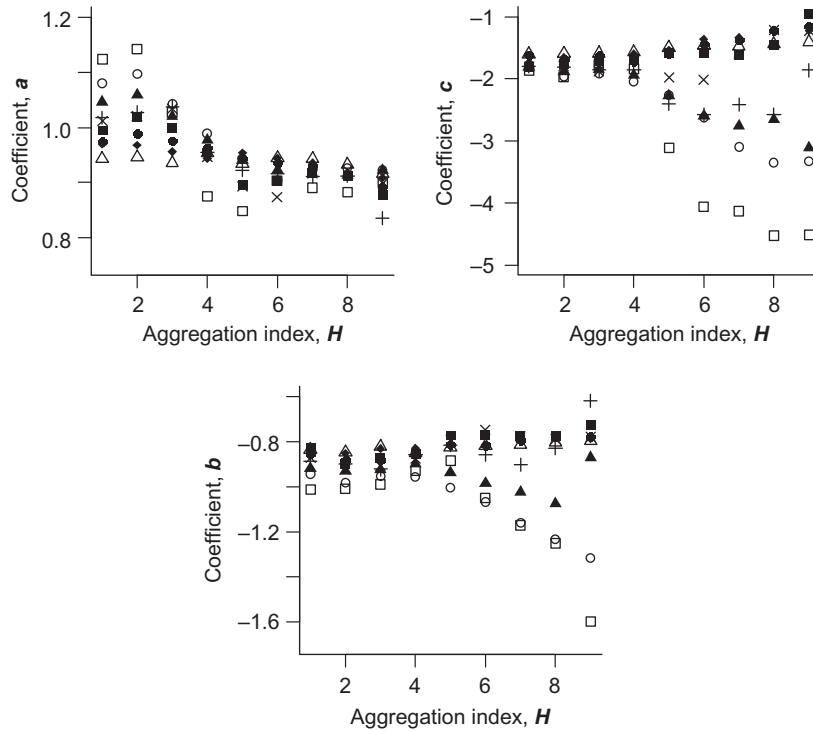 1.2
1.0
0.8
Coefficient, a
2 4 6 8
Aggregation index, H
–1
–2
–3
–4
–5
Coefficient, c
2 4 6 8
Aggregation index, H
–0.8
–1.2
–1.6
Coefficient, b
2 4 6 8
Aggregation index, H